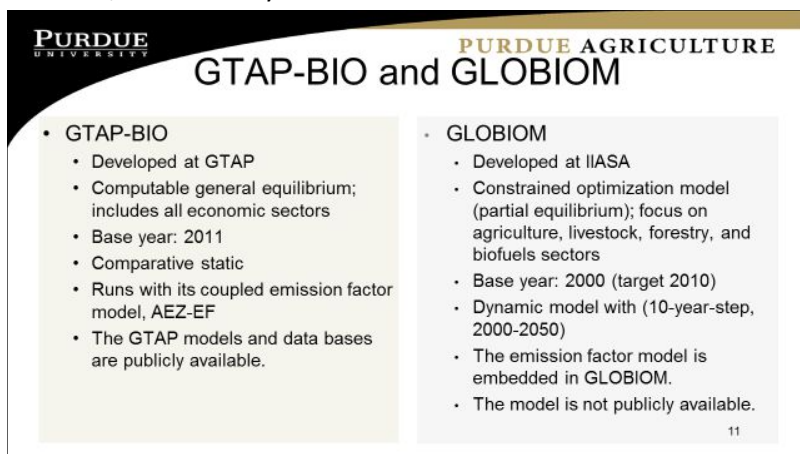 PURDUE
UNIVERSITY
PURDUE AGRICULTURE
GTAP-BIO and GLOBIOM
• GTAP-BIO
• Developed at GTAP
• Computable general equilibrium;
includes all economic sectors
• Base year: 2011
• Comparative static
• Runs with its coupled emission factor
model, AEZ-EF
• The GTAP models and data bases
are publicly available.
• GLOBIOM
• Developed at IIASA
• Constrained optimization model
(partial equilibrium); focus on
agriculture, livestock, forestry, and
biofuels sectors
• Base year: 2000 (target 2010)
• Dynamic model with (10-year-step,
2000-2050)
• The emission factor model is
embedded in GLOBIOM.
• The model is not publicly available.
11